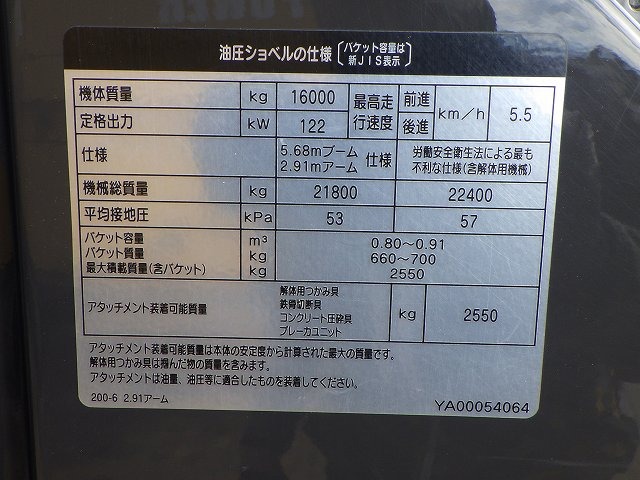 油圧ショベルの仕様〔バケット容量は新JIS表示〕
機体質量 kg 16000 最高走行速度 前進 後進 km/h 5.5
定格出力 kW 122
仕様 5.68mブーム 2.91mアーム 仕様 労働安全衛生法による最も不利な仕様(含解体用機械)
機械総質量 kg 21800 22400
平均接地圧 kPa 53 57
バケット容量 m³ 0.80~0.91
バケット質量 kg 660~700
最大積載質量(含バケット) kg 2550
アタッチメント装着可能質量 解体用つかみ具 鉄骨切断具 コンクリート圧砕具 ブレーカユニット kg 2550
アタッチメント装着可能質量は本体の安定度から計算された最大の質量です。
解体用つかみ具は掴んだ物の質量を含みます。
アタッチメントは油量、油圧等に適合したものを装着してください。
200-6 2.91アーム YA00054064